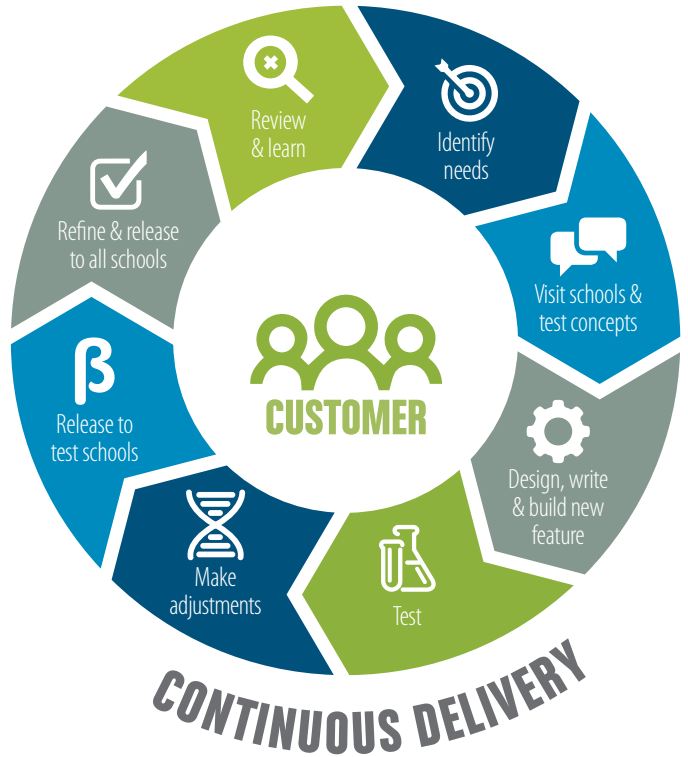 Review
& learn
Identify
needs
Visit schools &
test concepts
Design, write
& build new
feature
Test
Make
adjustments
β
Release to
test schools
Refine & release
to all schools
CUSTOMER
CONTINUOUS DELIVERY